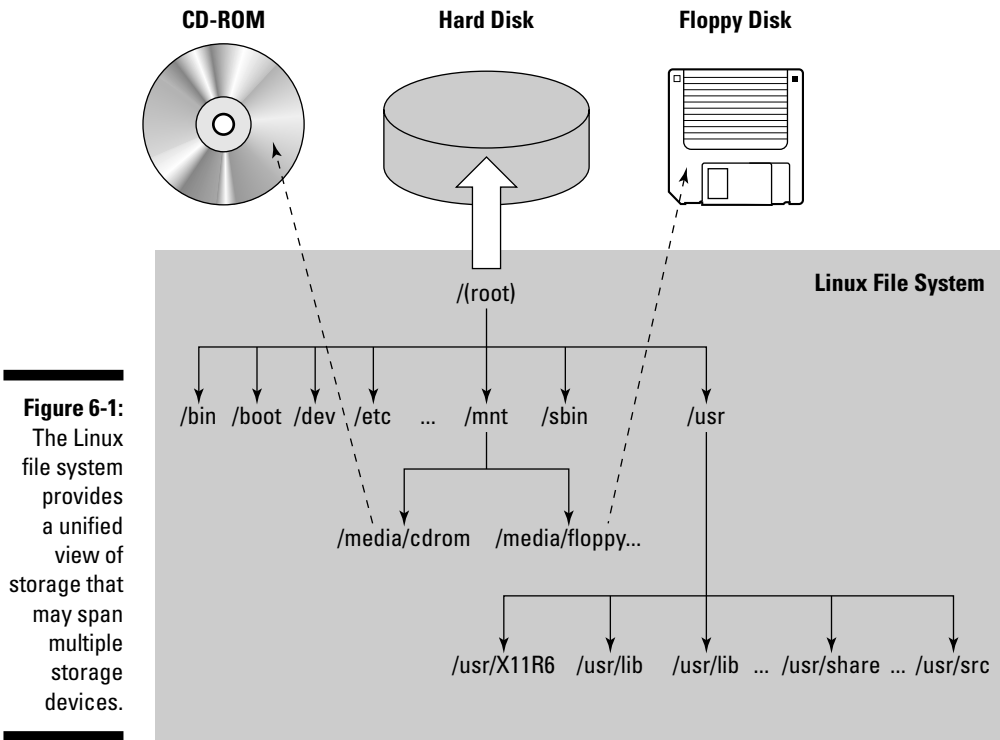 CD-ROM Hard Disk Floppy Disk
Linux File System
/(root)
/bin /boot /dev /etc ... /mnt /sbin /usr
/media/cdrom /media/floppy...
/usr/X11R6 /usr/lib /usr/lib ... /usr/share ... /usr/src
Figure 6-1:
The Linux
file system
provides
a unified
view of
storage that
may span
multiple
storage
devices.